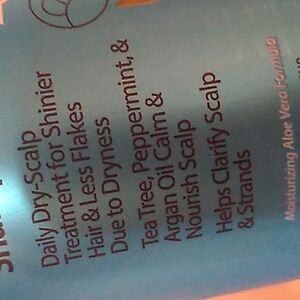 Daily Dry-Scalp
Treatment for Shinier
Hair & Less Flakes
Due to Dryness
Tea Tree, Peppermint, &
Argan Oil Calm &
Nourish Scalp
Helps Clarify Scalp
& Strands
Moisturizing Aloe Vera Formula